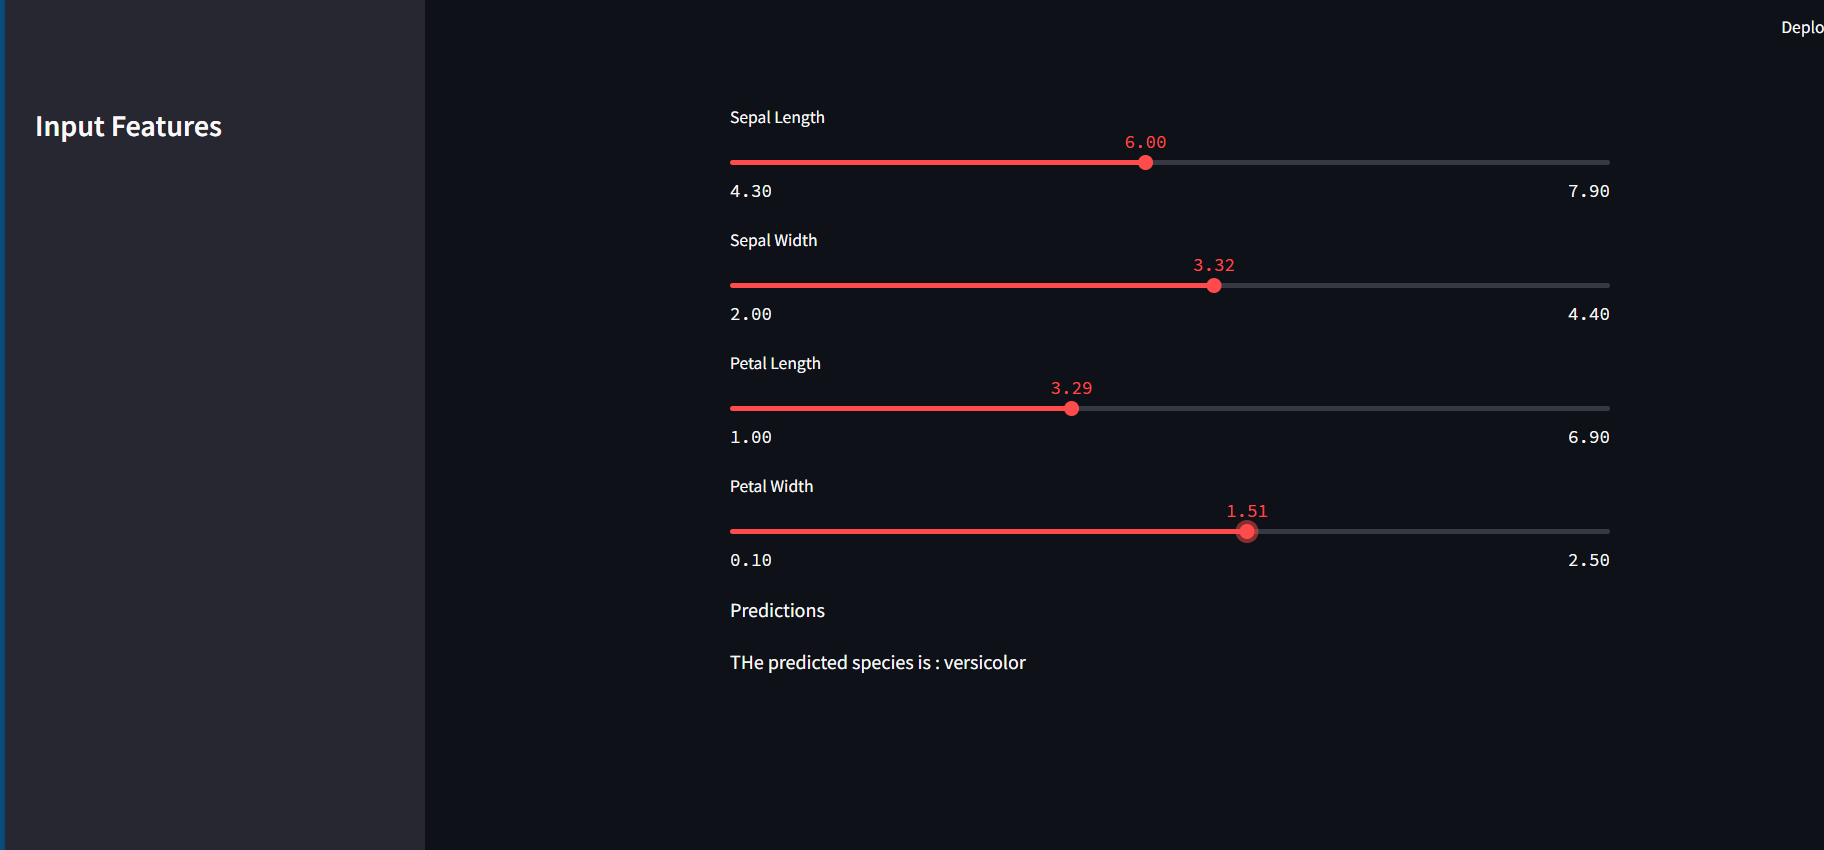 Deplo
Input Features
Sepal Length
6.00
4.30 7.90
Sepal Width
3.32
2.00 4.40
Petal Length
3.29
1.00 6.90
Petal Width
1.51
0.10 2.50
Predictions
THe predicted species is : versicolor